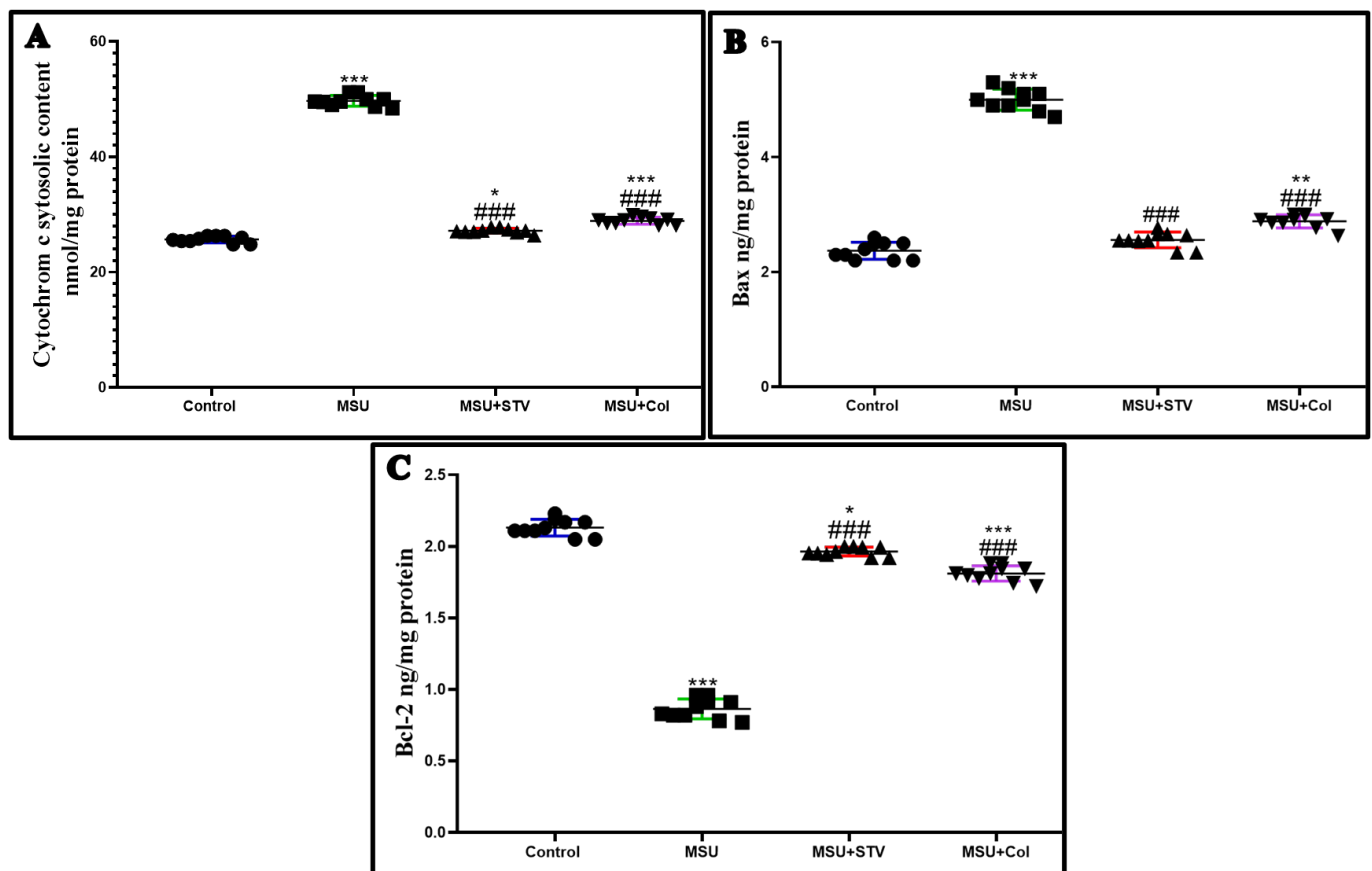 A
Cytochrom c sytosolic content
nmol/mg protein
60
40
20
0
***
*
###
***
###
Control
MSU
MSU+STV
MSU+Col
B
Bax ng/mg protein
6
4
2
0
***
###
**
###
Control
MSU
MSU+STV
MSU+Col
C
Bcl-2 ng/mg protein
2.5
2.0
1.5
1.0
0.5
0.0
***
*
###
***
###
Control
MSU
MSU+STV
MSU+Col